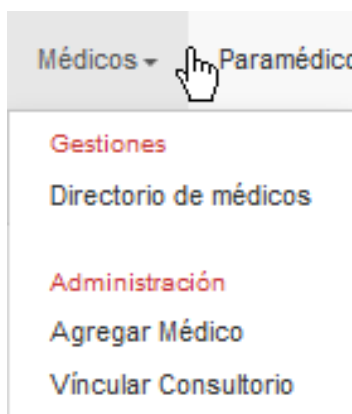 Médicos Paramédico
Gestiones
Directorio de médicos
Administración
Agregar Médico
Víncular Consultorio